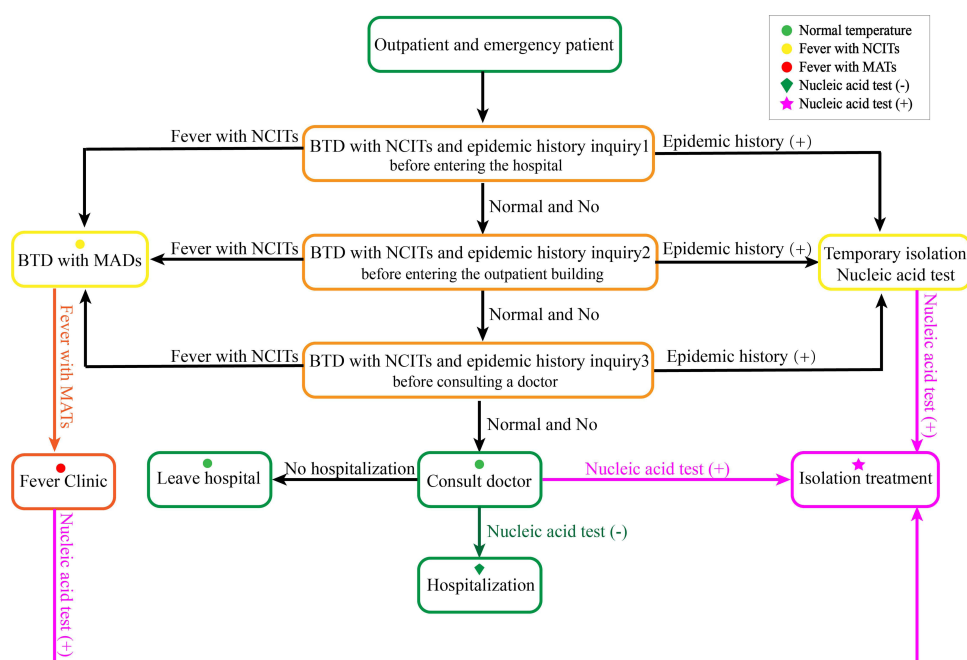 Outpatient and emergency patient
Normal temperature
Fever with NCITs
Fever with MATs
Nucleic acid test (-)
Nucleic acid test (+)
Fever with NCITs
BTD with NCITs and epidemic history inquiry1
before entering the hospital
Epidemic history (+)
Normal and No
BTD with MADs
Fever with NCITs
BTD with NCITs and epidemic history inquiry2
before entering the outpatient building
Epidemic history (+)
Temporary isolation
Nucleic acid test
Fever with MATs
Normal and No
Nucleic acid test (+)
Fever with NCITs
BTD with NCITs and epidemic history inquiry3
before consulting a doctor
Epidemic history (+)
Normal and No
Fever Clinic
Leave hospital
No hospitalization
Consult doctor
Nucleic acid test (+)
Isolation treatment
Nucleic acid test (+)
Nucleic acid test (-)
Hospitalization